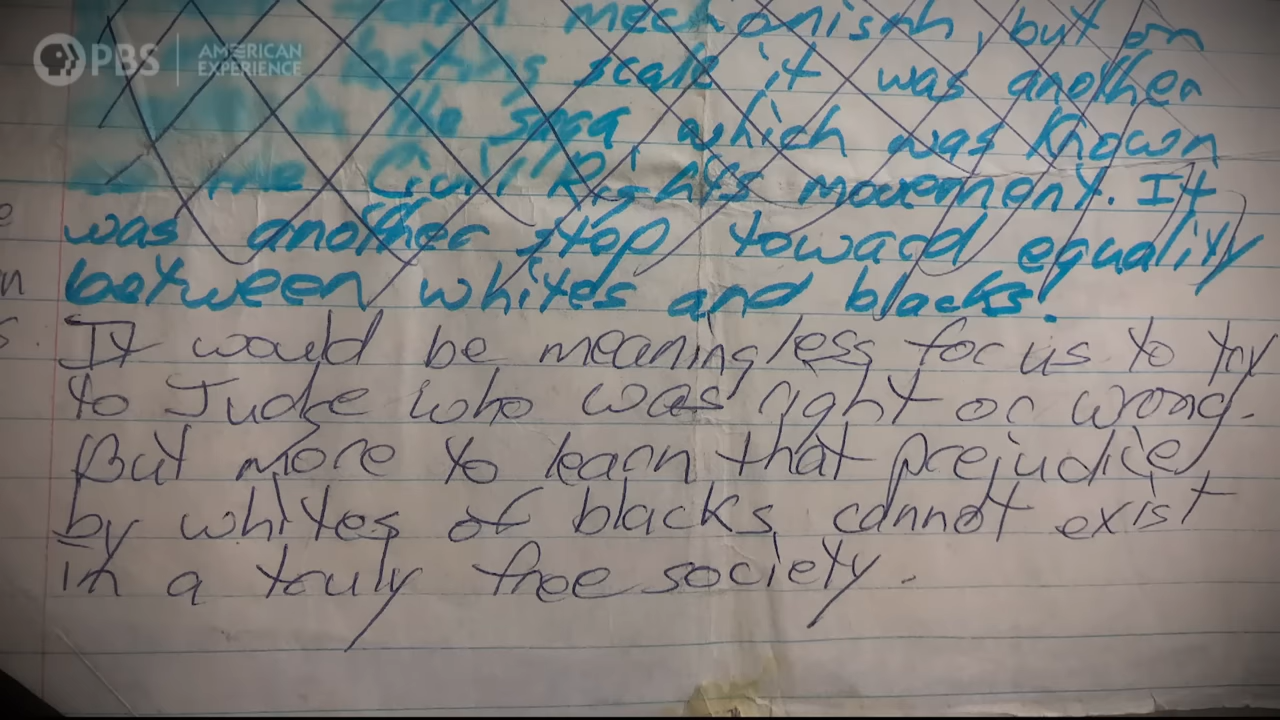 PBS | AMERICAN EXPERIENCE
mechanism, but on
scale it was another
the saga which was known
Civil Rights movement. It
was another step toward equality
between whites and blacks.
It would be meaningless for us to try
to Judge who was right or wrong.
But more to learn that prejudice
by whites of blacks cannot exist
in a truly free society.